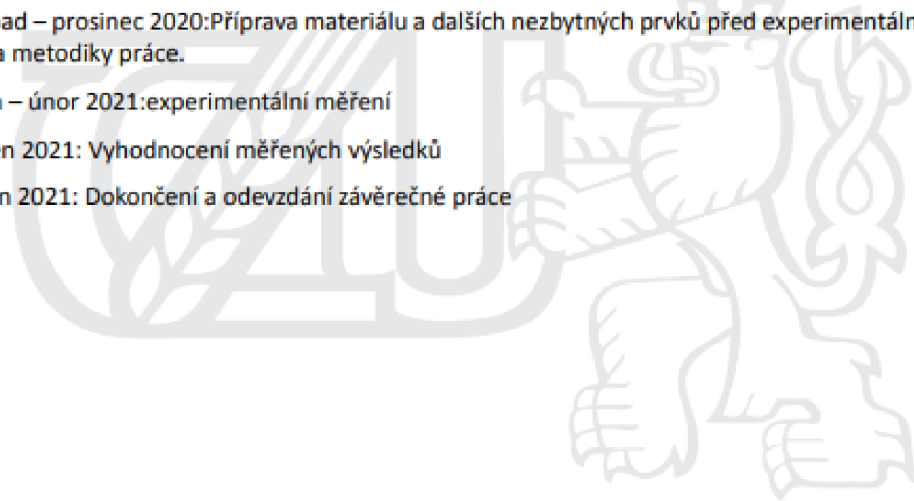 ad – prosinec 2020:Příprava materiálu a dalších nezbytných prvků před experimentáln
a metodiky práce.
– únor 2021:experimentální měření
en 2021: Vyhodnocení měřených výsledků
n 2021: Dokončení a odevzdání závěrečné práce